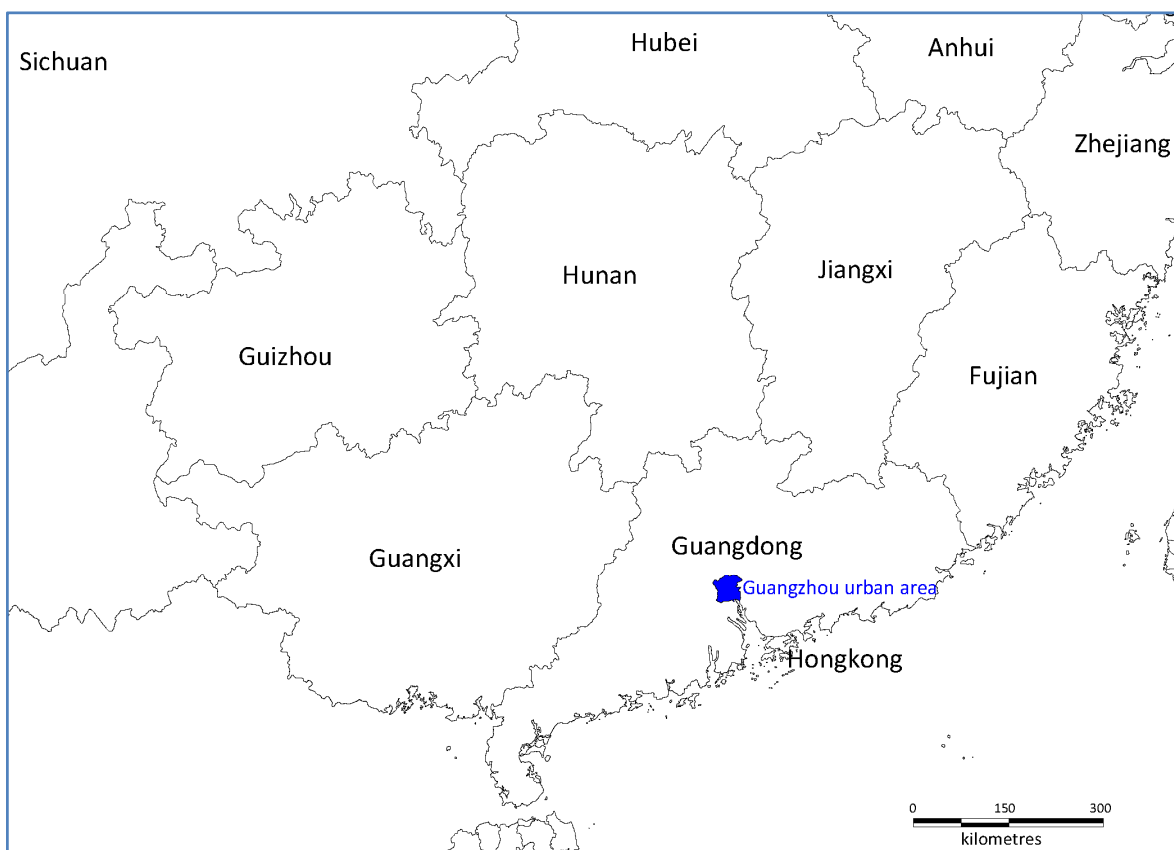 Sichuan
Hubei
Anhui
Zhejiang
Hunan
Jiangxi
Guizhou
Fujian
Guangxi
Guangdong
Guangzhou urban area
Hongkong
0 150 300
kilometres